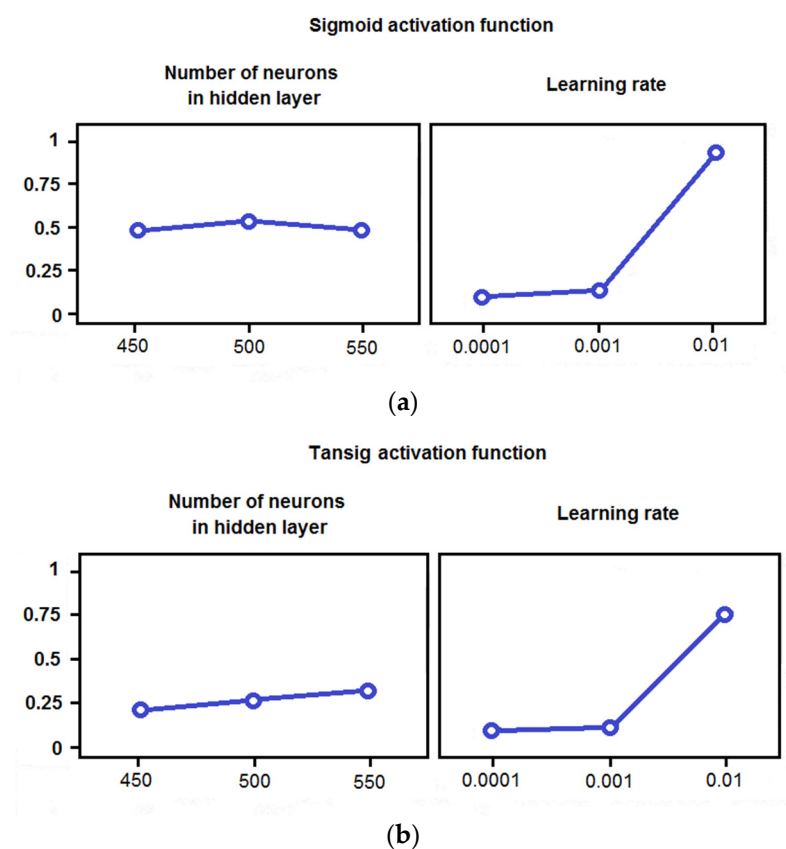 Sigmoid activation function
Number of neurons
in hidden layer
Learning rate
1
0.75
0.5
0.25
0
450 500 550
0.0001 0.001 0.01
(a)
Tansig activation function
Number of neurons
in hidden layer
Learning rate
1
0.75
0.5
0.25
0
450 500 550
0.0001 0.001 0.01
(b)